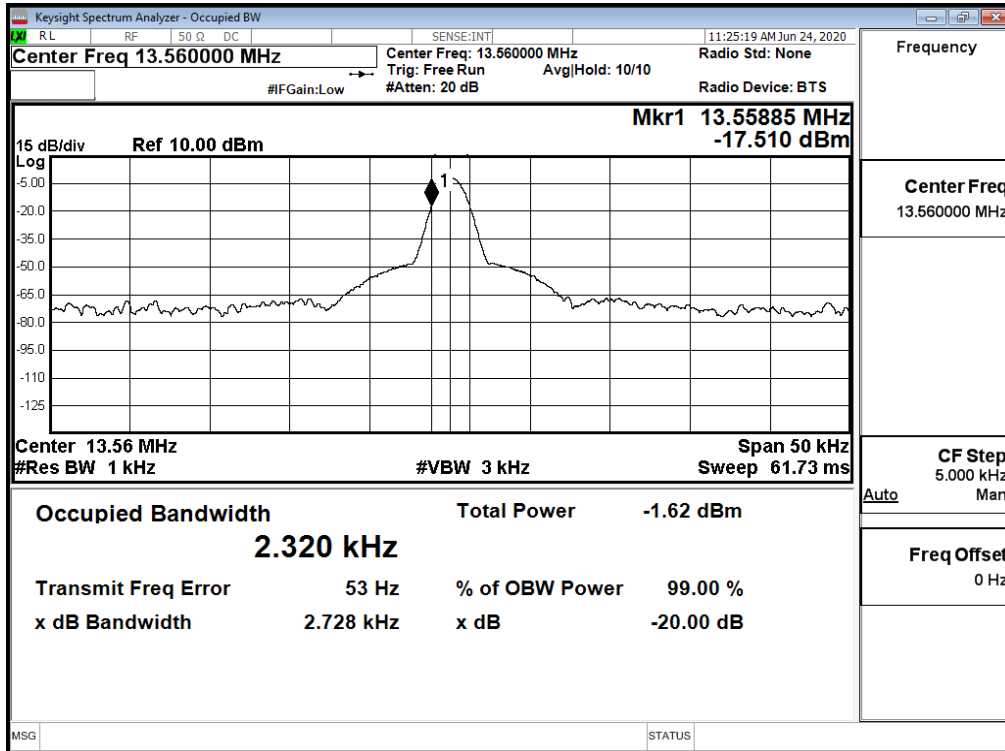 Keysight Spectrum Analyzer - Occupied BW
LXI RL RF 50 Ω DC SENSE:INT 11:25:19 AM Jun 24, 2020
Center Freq 13.560000 MHz
Center Freq: 13.560000 MHz Radio Std: None
Trig: Free Run Avg|Hold: 10/10
#IFGain:Low #Atten: 20 dB Radio Device: BTS
Mkr1 13.55885 MHz
-17.510 dBm
15 dB/div Ref 10.00 dBm
Log
1
-5.00
-20.0
-35.0
-50.0
-65.0
-80.0
-95.0
-110
-125
Center 13.56 MHz Span 50 kHz
#Res BW 1 kHz #VBW 3 kHz Sweep 61.73 ms
Occupied Bandwidth Total Power -1.62 dBm
2.320 kHz
Transmit Freq Error 53 Hz % of OBW Power 99.00 %
x dB Bandwidth 2.728 kHz x dB -20.00 dB
MSG STATUS
Frequency
Center Freq
13.560000 MHz
CF Step
5.000 kHz
Auto Man
Freq Offset
0 Hz